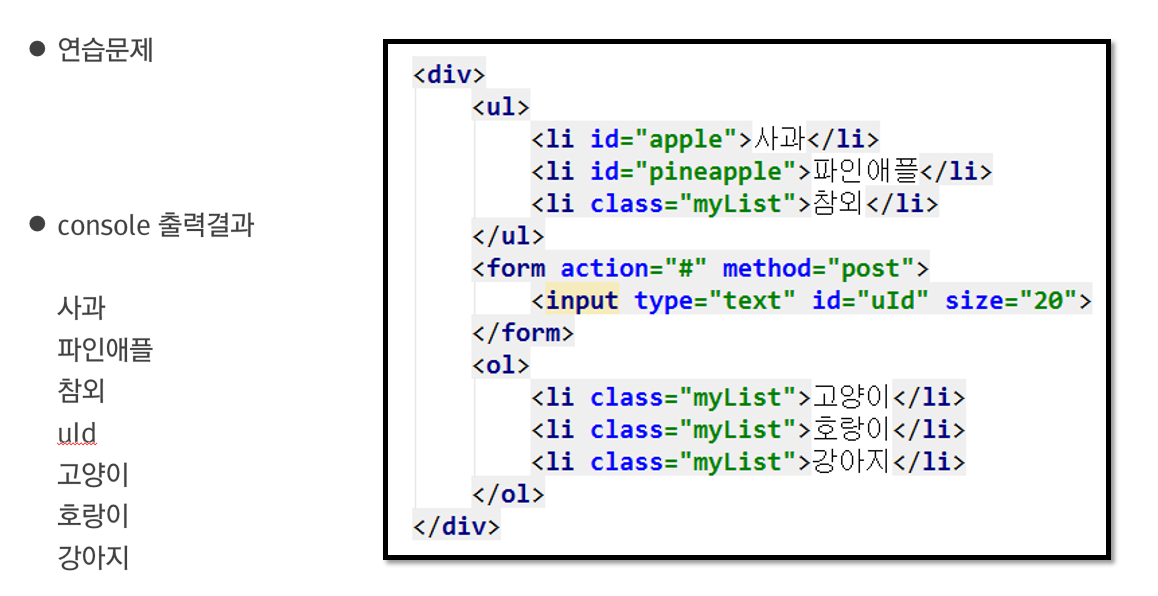 ● 연습문제
● console 출력결과
사과
파인애플
참외
uId
고양이
호랑이
강아지
<div>
<ul>
<li id="apple">사과</li>
<li id="pineapple">파인애플</li>
<li class="myList">참외</li>
</ul>
<form action="#" method="post">
<input type="text" id="uId" size="20">
</form>
<ol>
<li class="myList">고양이</li>
<li class="myList">호랑이</li>
<li class="myList">강아지</li>
</ol>
</div>